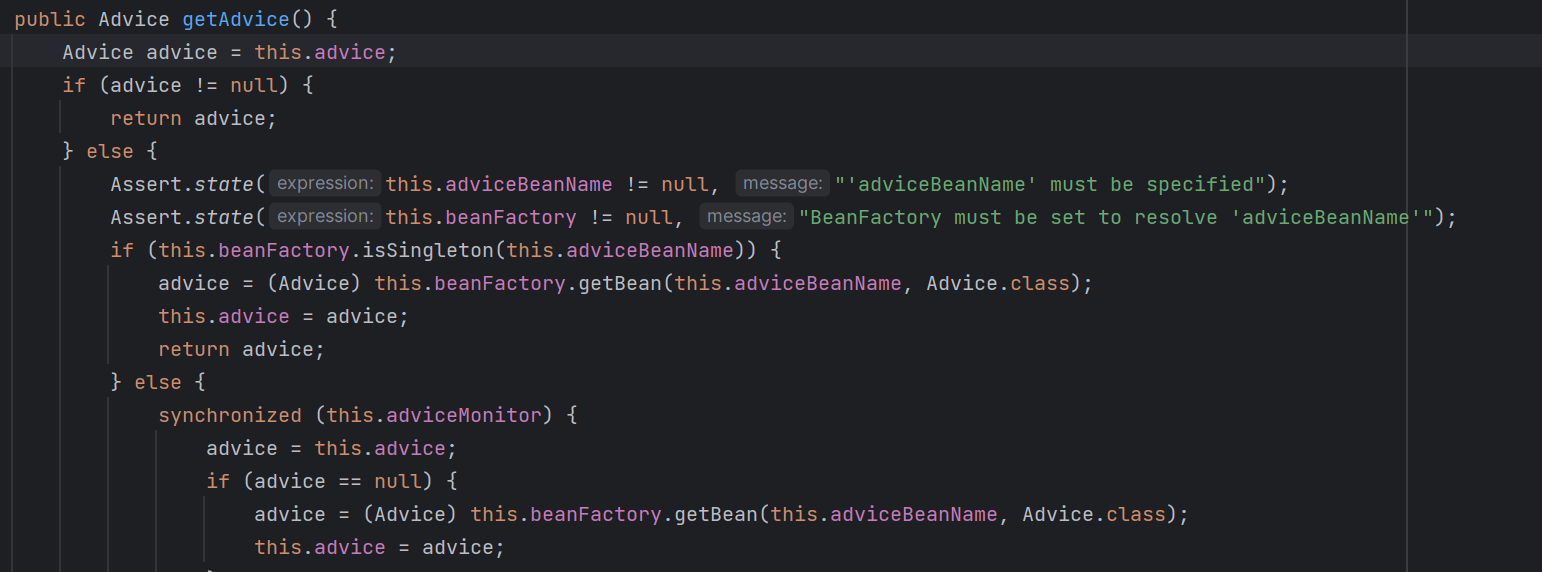 public Advice getAdvice() {
    Advice advice = this.advice;
    if (advice != null) {
        return advice;
    } else {
        Assert.state( expression: this.adviceBeanName != null, message: "'adviceBeanName' must be specified");
        Assert.state( expression: this.beanFactory != null, message: "BeanFactory must be set to resolve 'adviceBeanName'");
        if (this.beanFactory.isSingleton(this.adviceBeanName)) {
            advice = (Advice) this.beanFactory.getBean(this.adviceBeanName, Advice.class);
            this.advice = advice;
            return advice;
        } else {
            synchronized (this.adviceMonitor) {
                advice = this.advice;
                if (advice == null) {
                    advice = (Advice) this.beanFactory.getBean(this.adviceBeanName, Advice.class);
                    this.advice = advice;